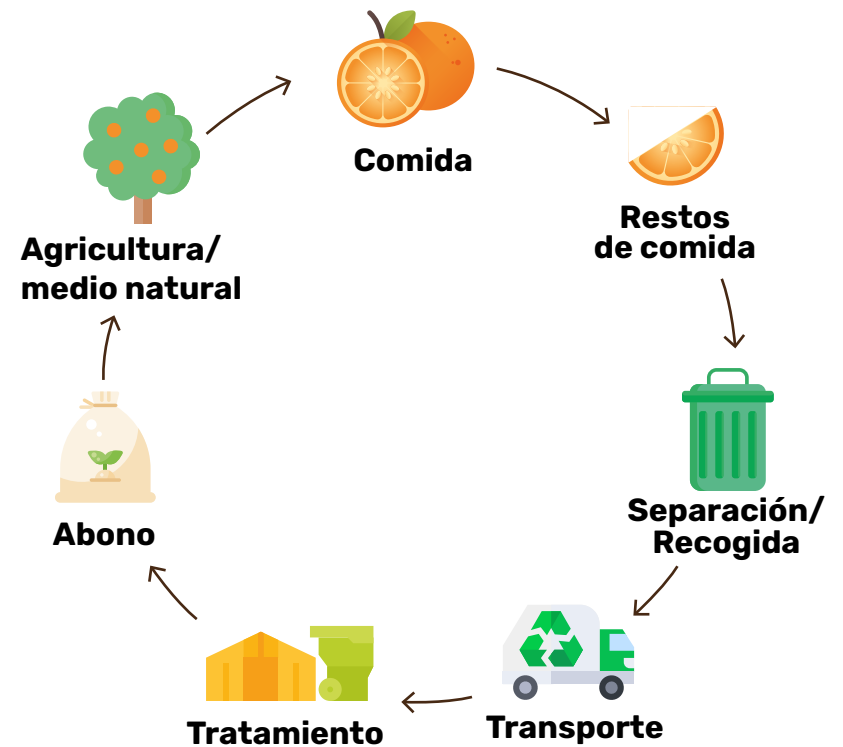 Comida
Restos
de comida
Separación/
Recogida
Transporte
Tratamiento
Abono
Agricultura/
medio natural